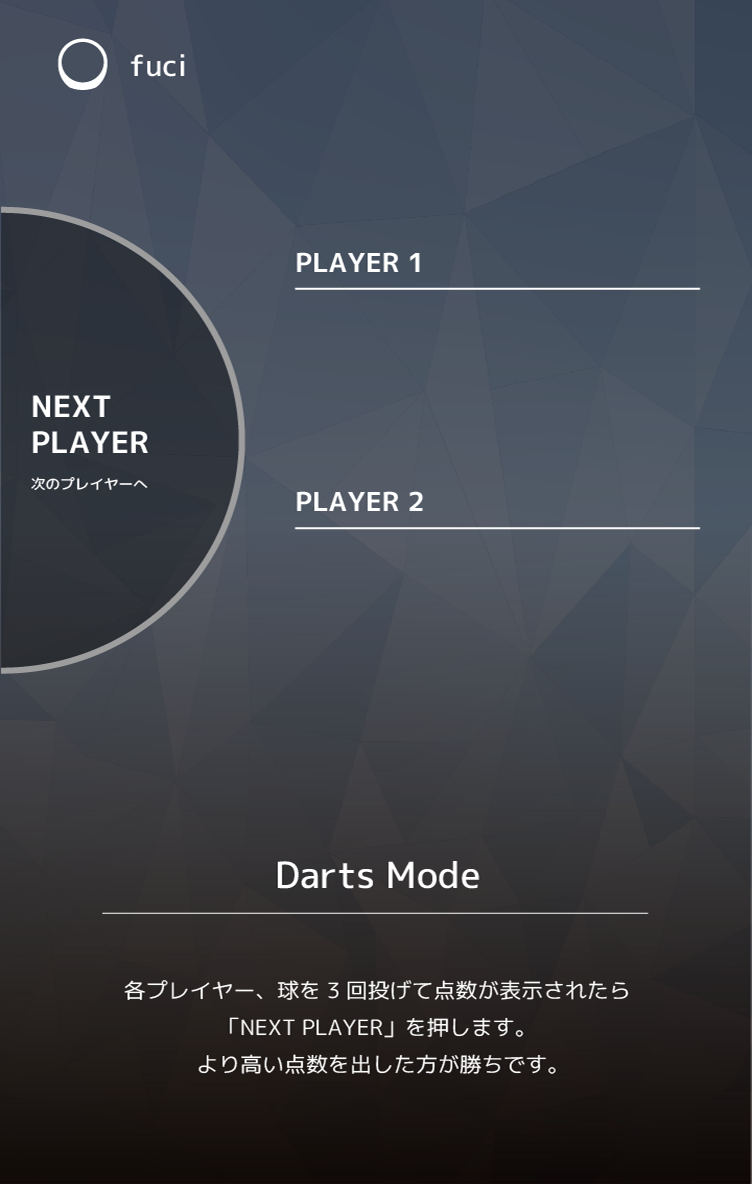 fuci
PLAYER 1
NEXT
PLAYER
次のプレイヤーへ
PLAYER 2
Darts Mode
各プレイヤー、球を 3 回投げて点数が表示されたら
「NEXT PLAYER」を押します。
より高い点数を出した方が勝ちです。